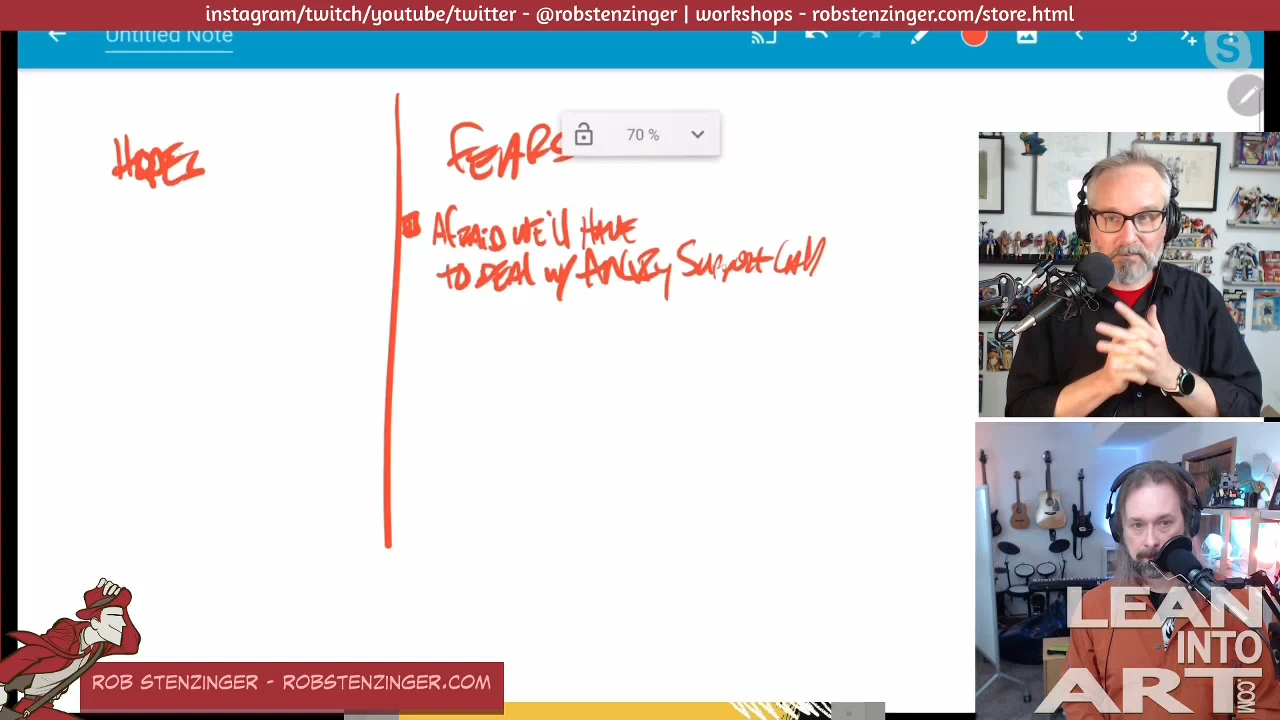 instagram/twitch/youtube/twitter - @robstenzinger | workshops - robstenzinger.com/store.html
Untitled Note
3
70 %
HOPES
FEARS
AFRAID WE'll HAVE
TO DEAL w/ ANGRY Support CAll
ROB STENZINGER - ROBSTENZINGER.COM
LEAN
INTO
ART.COM